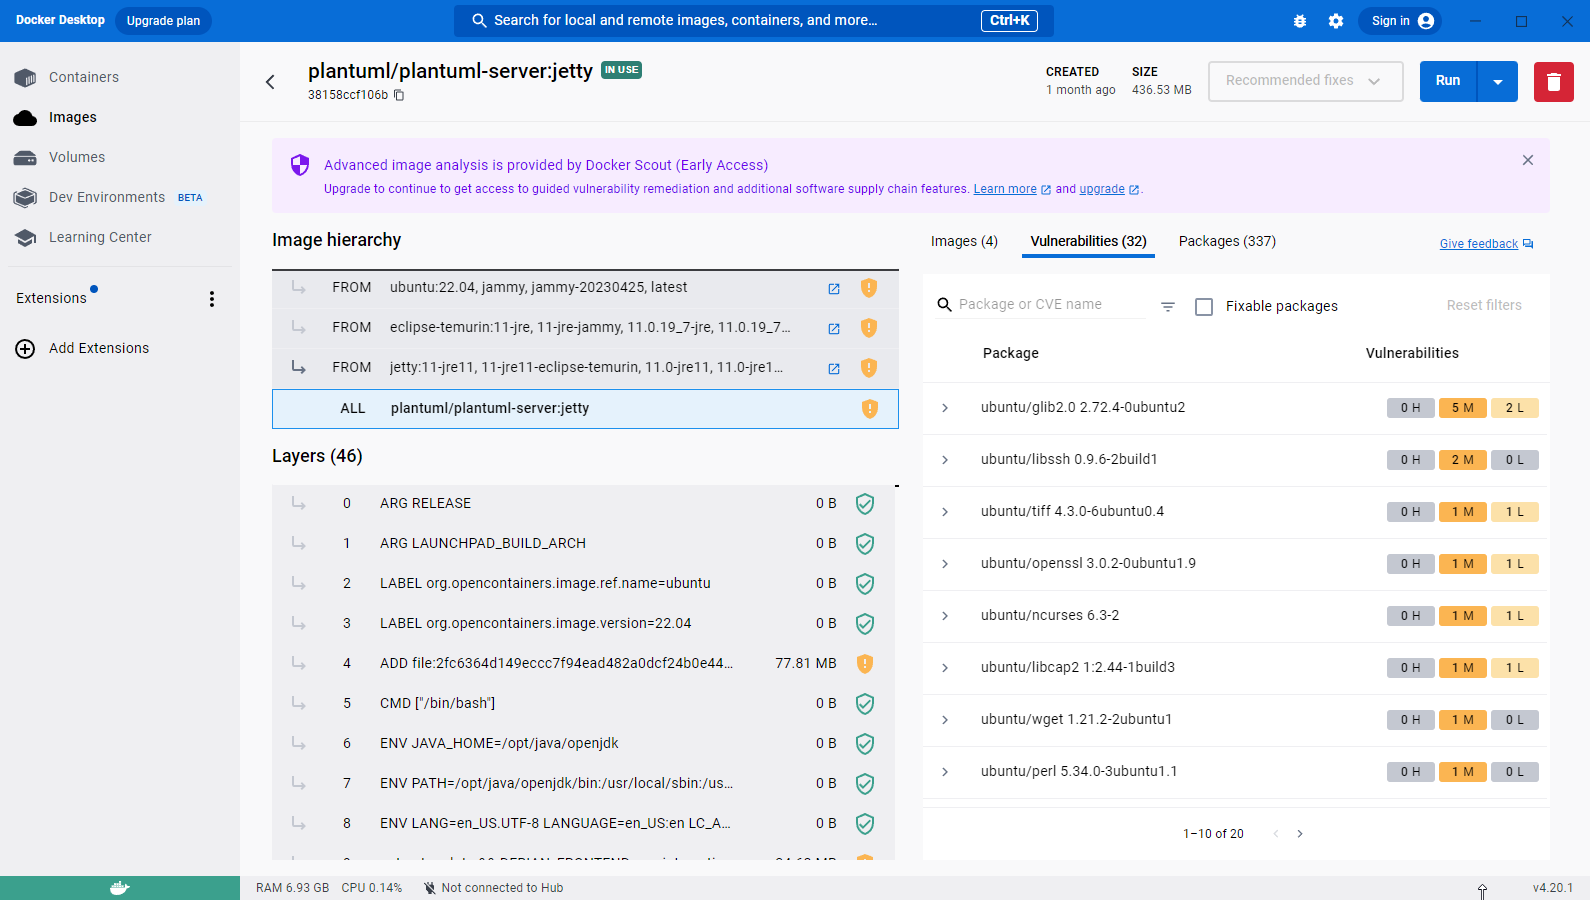 Docker Desktop
Upgrade plan
Search for local and remote images, containers, and more...
Ctrl+K
Sign in
Containers
Images
Volumes
Dev Environments BETA
Learning Center
Extensions
Add Extensions
plantuml/plantuml-server:jetty IN USE
38158ccf106b
CREATED
1 month ago
SIZE
436.53 MB
Recommended fixes
Run
Advanced image analysis is provided by Docker Scout (Early Access)
Upgrade to continue to get access to guided vulnerability remediation and additional software supply chain features. Learn more and upgrade .
Image hierarchy
FROM ubuntu:22.04, jammy, jammy-20230425, latest
FROM eclipse-temurin:11-jre, 11-jre-jammy, 11.0.19_7-jre, 11.0.19_7...
FROM jetty:11-jre11, 11-jre11-eclipse-temurin, 11.0-jre11, 11.0-jre1...
ALL plantuml/plantuml-server:jetty
Layers (46)
0 ARG RELEASE 0 B
1 ARG LAUNCHPAD_BUILD_ARCH 0 B
2 LABEL org.opencontainers.image.ref.name=ubuntu 0 B
3 LABEL org.opencontainers.image.version=22.04 0 B
4 ADD file:2fc6364d149eccc7f94ead482a0dcf24b0e44... 77.81 MB
5 CMD ["/bin/bash"] 0 B
6 ENV JAVA_HOME=/opt/java/openjdk 0 B
7 ENV PATH=/opt/java/openjdk/bin:/usr/local/sbin:/us... 0 B
8 ENV LANG=en_US.UTF-8 LANGUAGE=en_US:en LC_A... 0 B
Images (4)
Vulnerabilities (32)
Packages (337)
Give feedback
Package or CVE name
Fixable packages
Reset filters
Package Vulnerabilities
ubuntu/glib2.0 2.72.4-0ubuntu2 0 H 5 M 2 L
ubuntu/libssh 0.9.6-2build1 0 H 2 M 0 L
ubuntu/tiff 4.3.0-6ubuntu0.4 0 H 1 M 1 L
ubuntu/openssl 3.0.2-0ubuntu1.9 0 H 1 M 1 L
ubuntu/ncurses 6.3-2 0 H 1 M 1 L
ubuntu/libcap2 1:2.44-1build3 0 H 1 M 1 L
ubuntu/wget 1.21.2-2ubuntu1 0 H 1 M 0 L
ubuntu/perl 5.34.0-3ubuntu1.1 0 H 1 M 0 L
1–10 of 20
RAM 6.93 GB CPU 0.14% Not connected to Hub
v4.20.1